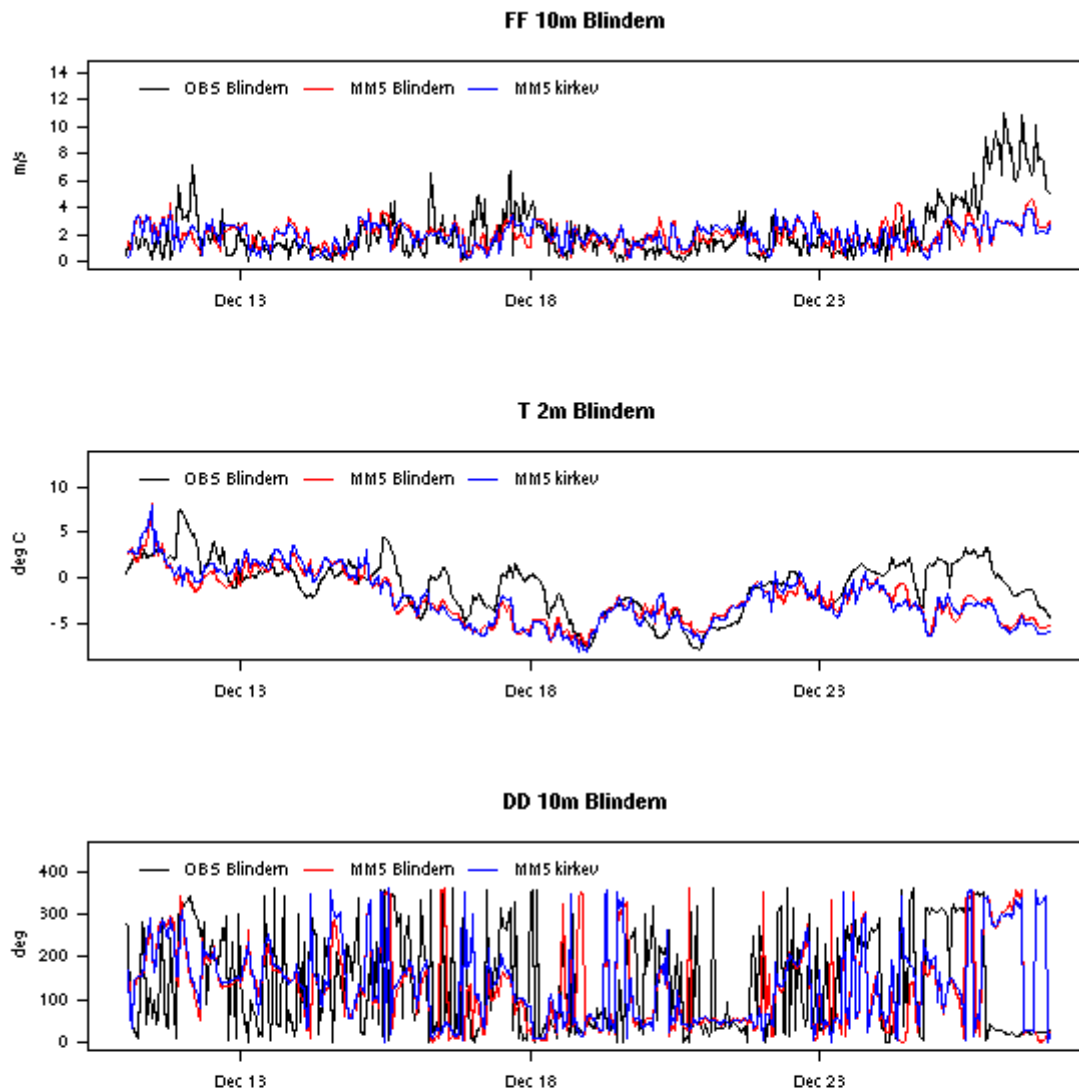 FF 10m Blindern
14
12
10
8
6
4
2
0
m/s
OBS Blindern MM5 Blindern MM5 kirkev
Dec 13 Dec 18 Dec 23
T 2m Blindern
10
5
0
-5
deg C
OBS Blindern MM5 Blindern MM5 kirkev
Dec 13 Dec 18 Dec 23
DD 10m Blindern
400
300
200
100
0
deg
OBS Blindern MM5 Blindern MM5 kirkev
Dec 13 Dec 18 Dec 23